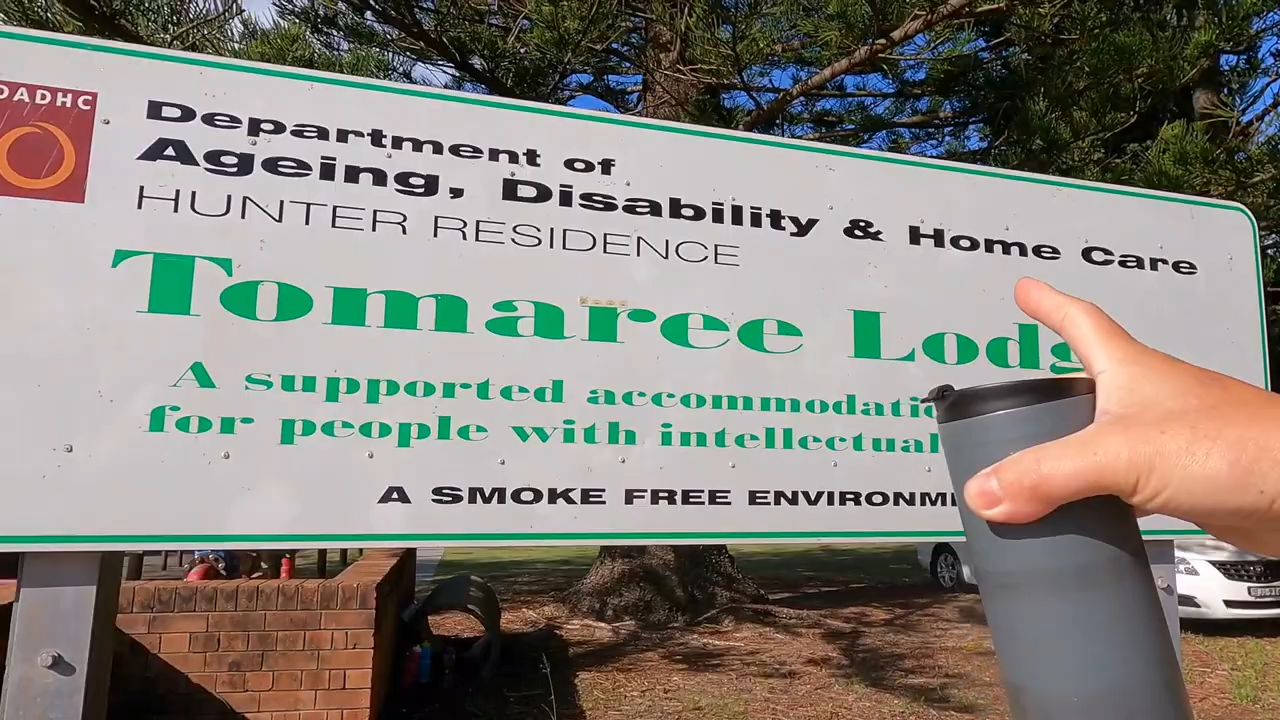 DADHC
Department of
Ageing, Disability & Home Care
HUNTER RESIDENCE
Tomaree Lodg
A supported accommodatio
for people with intellectual
A SMOKE FREE ENVIRONM